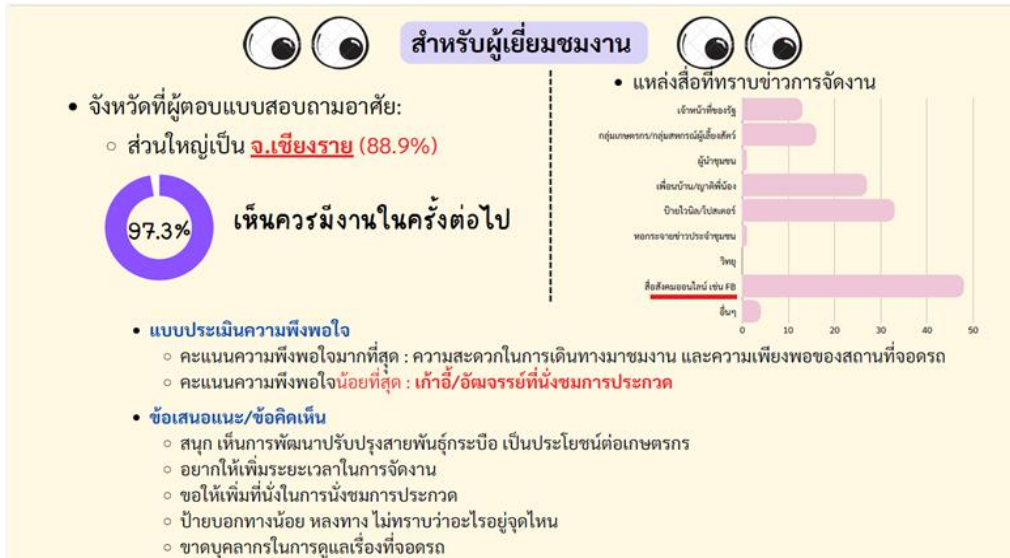 สำหรับผู้เยี่ยมชมงาน
• จังหวัดที่ผู้ตอบแบบสอบถามอาศัย:
○ ส่วนใหญ่เป็น จ.เชียงราย (88.9%)
97.3%
เห็นควรมีงานในครั้งต่อไป
• แหล่งสื่อที่ทราบข่าวการจัดงาน
เจ้าหน้าที่ของรัฐ
กลุ่มเกษตรกร/กลุ่มสหกรณ์ผู้เลี้ยงสัตว์
ผู้นำชุมชน
เพื่อนบ้าน/ญาติพี่น้อง
ป้ายไวนิล/โปสเตอร์
หอกระจายข่าวประจำชุมชน
วิทยุ
สื่อสังคมออนไลน์ เช่น FB
อื่นๆ
0 10 20 30 40 50
• แบบประเมินความพึงพอใจ
○ คะแนนความพึงพอใจมากที่สุด : ความสะดวกในการเดินทางมาชมงาน และความเพียงพอของสถานที่จอดรถ
○ คะแนนความพึงพอใจน้อยที่สุด : เก้าอี้/อัฒจรรย์ที่นั่งชมการประกวด
• ข้อเสนอแนะ/ข้อคิดเห็น
○ สนุก เห็นการพัฒนาปรับปรุงสายพันธุ์กระบือ เป็นประโยชน์ต่อเกษตรกร
○ อยากให้เพิ่มระยะเวลาในการจัดงาน
○ ขอให้เพิ่มที่นั่งในการนั่งชมการประกวด
○ ป้ายบอกทางน้อย หลงทาง ไม่ทราบว่าอะไรอยู่จุดไหน
○ ขาดบุคลากรในการดูแลเรื่องที่จอดรถ